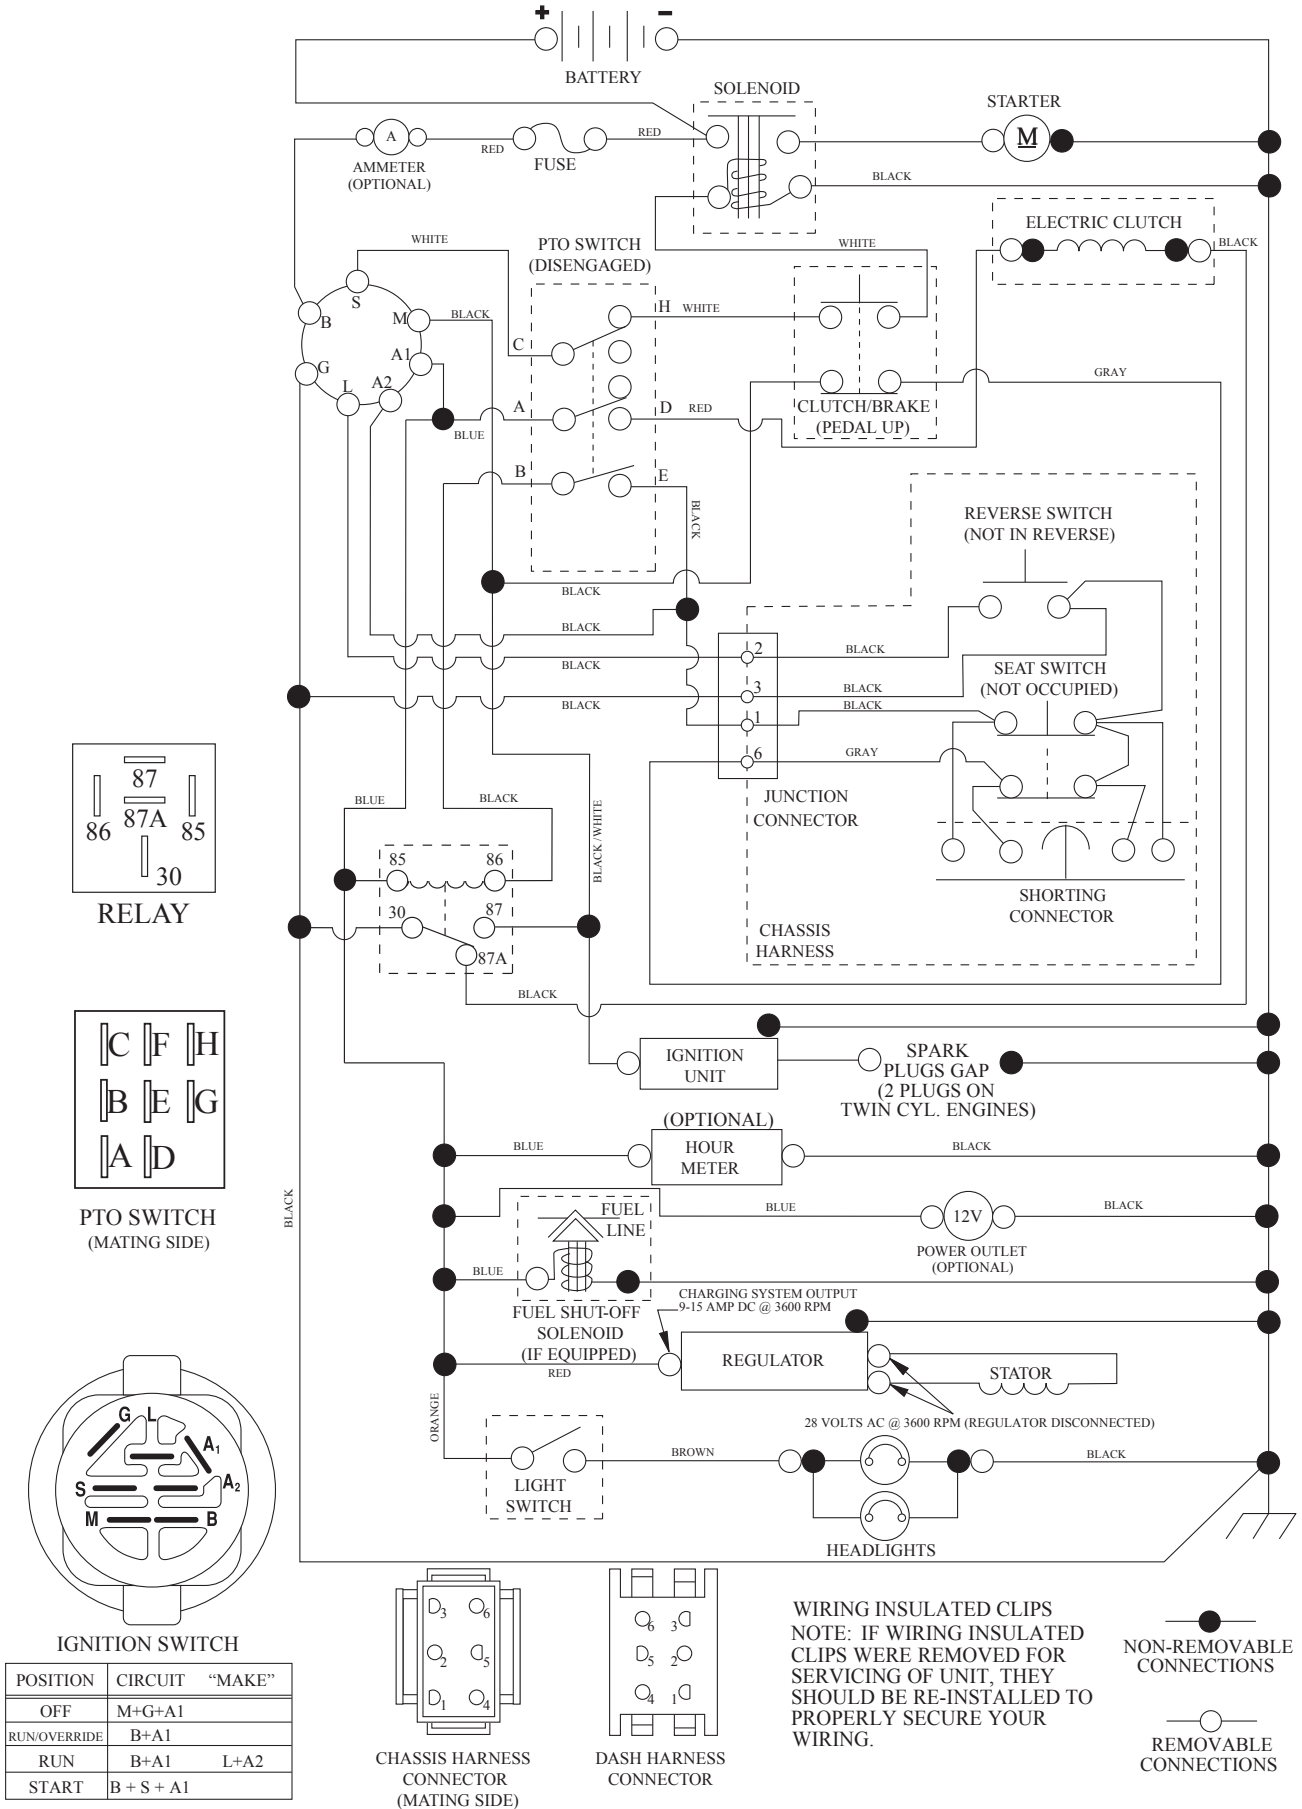 + −
BATTERY
SOLENOID
STARTER
A
RED
FUSE
RED
M
AMMETER
(OPTIONAL)
BLACK
ELECTRIC CLUTCH
BLACK
WHITE
PTO SWITCH
(DISENGAGED)
WHITE
S
B
M
BLACK
H
WHITE
G
A1
C
L
A2
GRAY
A
D
RED
CLUTCH/BRAKE
(PEDAL UP)
BLUE
B
E
BLACK
REVERSE SWITCH
(NOT IN REVERSE)
BLACK
BLACK
2
BLACK
BLACK
SEAT SWITCH
(NOT OCCUPIED)
3
BLACK
BLACK
BLACK
1
GRAY
6
JUNCTION
CONNECTOR
87
86
87A
85
30
RELAY
BLUE
BLACK
BLACK /WHITE
85
86
30
87
87A
SHORTING
CONNECTOR
CHASSIS
HARNESS
BLACK
C F H
B E G
A D
PTO SWITCH
(MATING SIDE)
BLACK
IGNITION
UNIT
SPARK
PLUGS GAP
(2 PLUGS ON
TWIN CYL. ENGINES)
(OPTIONAL)
BLUE
HOUR
METER
BLACK
BLUE
12V
BLACK
POWER OUTLET
(OPTIONAL)
FUEL
LINE
BLUE
FUEL SHUT-OFF
SOLENOID
(IF EQUIPPED)
CHARGING SYSTEM OUTPUT
9-15 AMP DC @ 3600 RPM
RED
REGULATOR
STATOR
28 VOLTS AC @ 3600 RPM (REGULATOR DISCONNECTED)
ORANGE
LIGHT
SWITCH
BROWN
BLACK
HEADLIGHTS
G L
A1
S
A2
M
B
IGNITION SWITCH
POSITION CIRCUIT “MAKE”
OFF M+G+A1
RUN/OVERRIDE B+A1
RUN B+A1 L+A2
START B + S + A1
3 6
2 5
1 4
CHASSIS HARNESS
CONNECTOR
(MATING SIDE)
6 3
5 2
4 1
DASH HARNESS
CONNECTOR
WIRING INSULATED CLIPS
NOTE: IF WIRING INSULATED
CLIPS WERE REMOVED FOR
SERVICING OF UNIT, THEY
SHOULD BE RE-INSTALLED TO
PROPERLY SECURE YOUR
WIRING.
NON-REMOVABLE
CONNECTIONS
REMOVABLE
CONNECTIONS